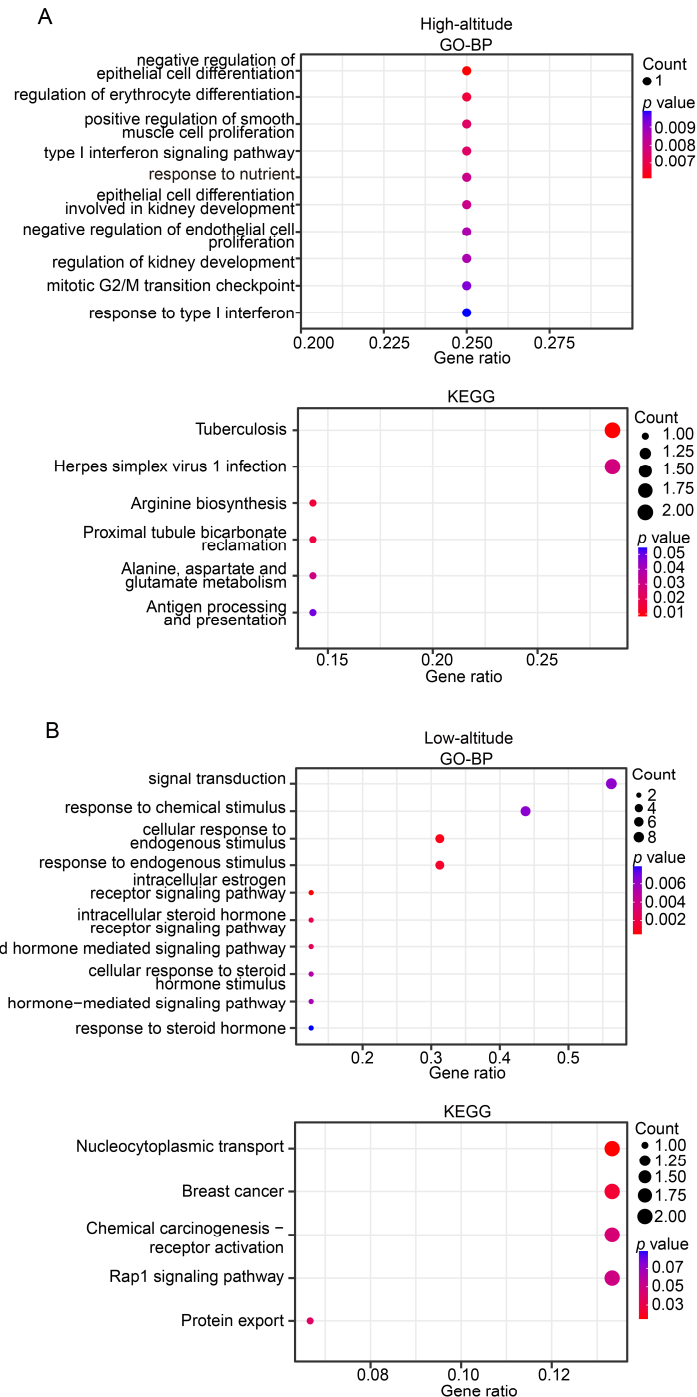 A
High-altitude
GO-BP
negative regulation of
epithelial cell differentiation
regulation of erythrocyte differentiation
positive regulation of smooth
muscle cell proliferation
type I interferon signaling pathway
response to nutrient
epithelial cell differentiation
involved in kidney development
negative regulation of endothelial cell
proliferation
regulation of kidney development
mitotic G2/M transition checkpoint
response to type I interferon
0.200 0.225 0.250 0.275
Gene ratio
Count
1
p value
0.009
0.008
0.007
KEGG
Tuberculosis
Herpes simplex virus 1 infection
Arginine biosynthesis
Proximal tubule bicarbonate
reclamation
Alanine, aspartate and
glutamate metabolism
Antigen processing
and presentation
0.15 0.20 0.25
Gene ratio
Count
1.00
1.25
1.50
1.75
2.00
p value
0.05
0.04
0.03
0.02
0.01
B
Low-altitude
GO-BP
signal transduction
response to chemical stimulus
cellular response to
endogenous stimulus
response to endogenous stimulus
intracellular estrogen
receptor signaling pathway
intracellular steroid hormone
receptor signaling pathway
d hormone mediated signaling pathway
cellular response to steroid
hormone stimulus
hormone−mediated signaling pathway
response to steroid hormone
0.2 0.3 0.4 0.5
Gene ratio
Count
2
4
6
8
p value
0.006
0.004
0.002
KEGG
Nucleocytoplasmic transport
Breast cancer
Chemical carcinogenesis −
receptor activation
Rap1 signaling pathway
Protein export
0.08 0.10 0.12
Gene ratio
Count
1.00
1.25
1.50
1.75
2.00
p value
0.07
0.05
0.03